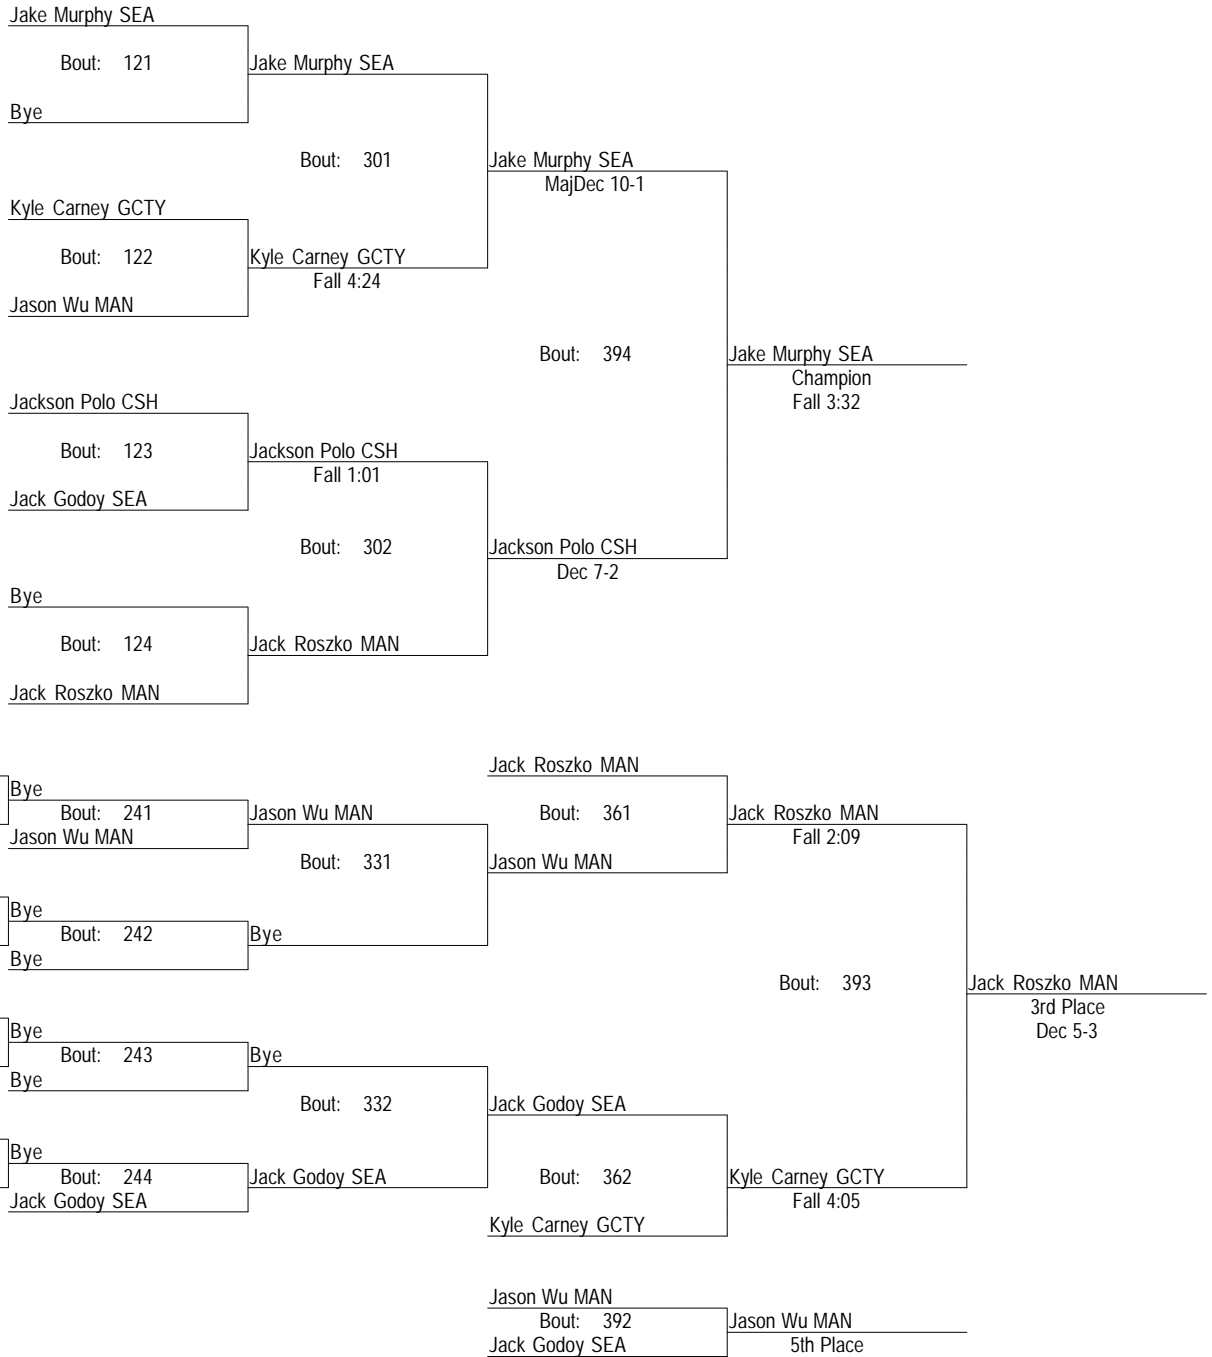 Jake Murphy SEA
Bout: 121
Jake Murphy SEA
Bye
Bout: 301
Jake Murphy SEA
MajDec 10-1
Kyle Carney GCTY
Bout: 122
Kyle Carney GCTY
Fall 4:24
Jason Wu MAN
Bout: 394
Jake Murphy SEA
Champion
Fall 3:32
Jackson Polo CSH
Bout: 123
Jackson Polo CSH
Fall 1:01
Jack Godoy SEA
Bout: 302
Jackson Polo CSH
Dec 7-2
Bye
Bout: 124
Jack Roszko MAN
Jack Roszko MAN
Jack Roszko MAN
Bye
Bout: 241
Jason Wu MAN
Bout: 361
Jack Roszko MAN
Fall 2:09
Jason Wu MAN
Bout: 331
Jason Wu MAN
Bye
Bout: 242
Bye
Bye
Bout: 393
Jack Roszko MAN
3rd Place
Dec 5-3
Bye
Bout: 243
Bye
Bye
Bout: 332
Jack Godoy SEA
Bye
Bout: 244
Jack Godoy SEA
Bout: 362
Kyle Carney GCTY
Fall 4:05
Jack Godoy SEA
Kyle Carney GCTY
Jason Wu MAN
Bout: 392
Jason Wu MAN
Jack Godoy SEA
5th Place